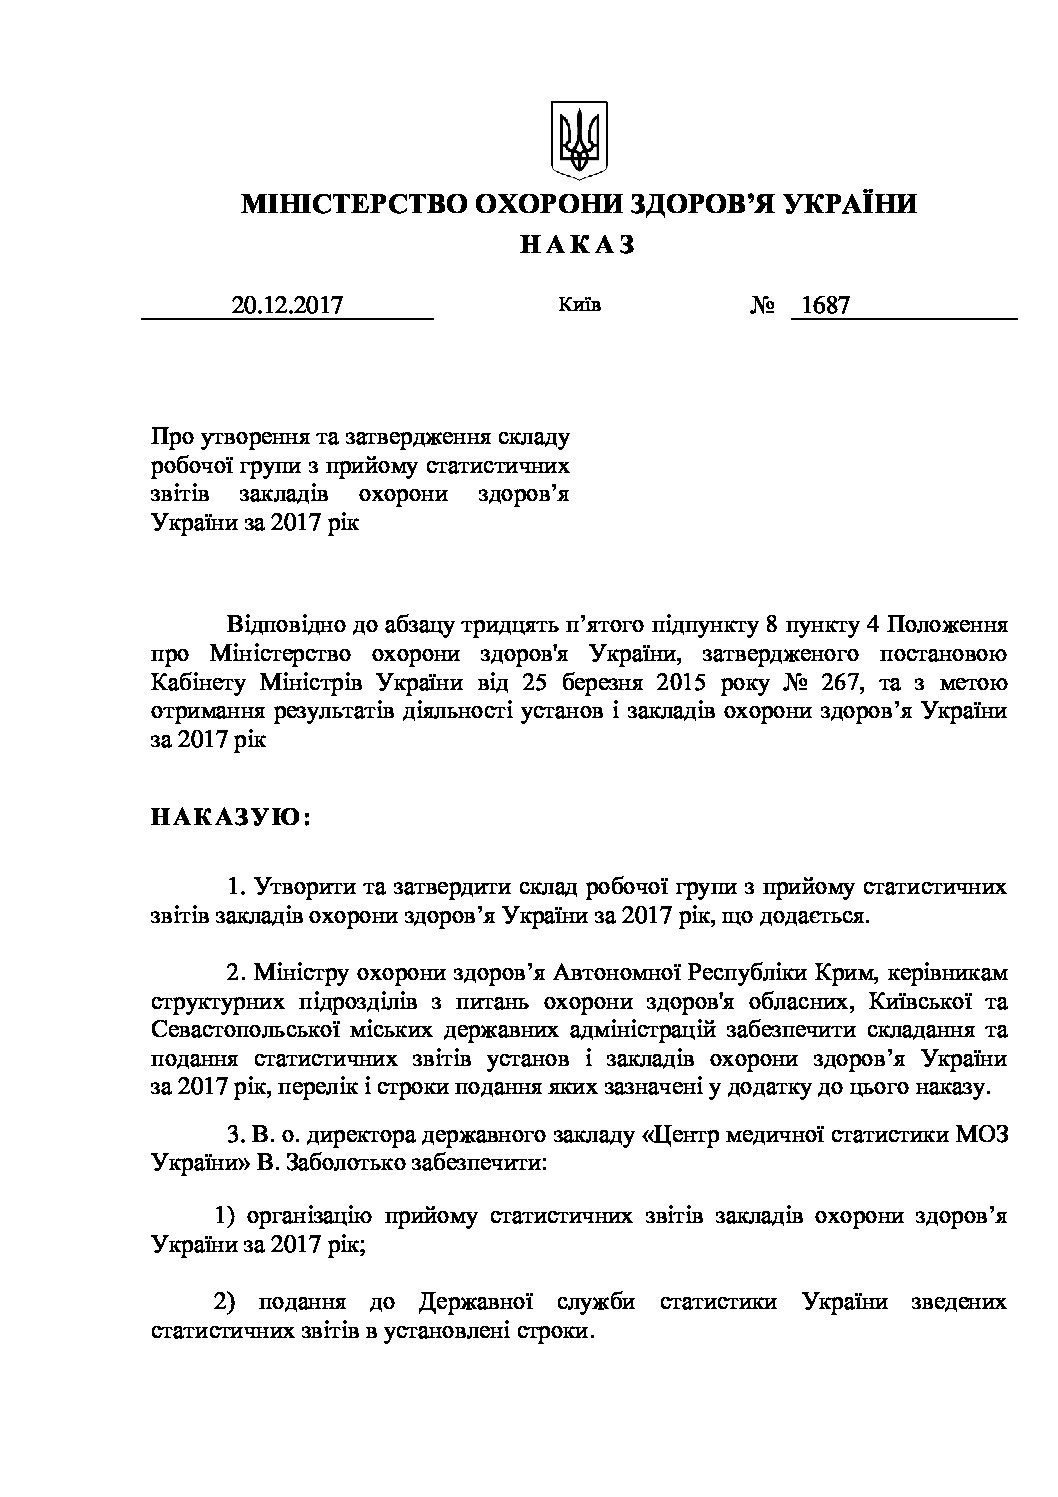 МІНІСТЕРСТВО ОХОРОНИ ЗДОРОВ’Я УКРАЇНИ
Н А К А З
20.12.2017 Київ № 1687
Про утворення та затвердження складу
робочої групи з прийому статистичних
звітів закладів охорони здоров’я
України за 2017 рік
Відповідно до абзацу тридцять п’ятого підпункту 8 пункту 4 Положення
про Міністерство охорони здоров'я України, затвердженого постановою
Кабінету Міністрів України від 25 березня 2015 року № 267, та з метою
отримання результатів діяльності установ і закладів охорони здоров’я України
за 2017 рік
НАКАЗУЮ:
1. Утворити та затвердити склад робочої групи з прийому статистичних
звітів закладів охорони здоров’я України за 2017 рік, що додається.
2. Міністру охорони здоров’я Автономної Республіки Крим, керівникам
структурних підрозділів з питань охорони здоров'я обласних, Київської та
Севастопольської міських державних адміністрацій забезпечити складання та
подання статистичних звітів установ і закладів охорони здоров’я України
за 2017 рік, перелік і строки подання яких зазначені у додатку до цього наказу.
3. В. о. директора державного закладу «Центр медичної статистики МОЗ
України» В. Заболотько забезпечити:
1) організацію прийому статистичних звітів закладів охорони здоров’я
України за 2017 рік;
2) подання до Державної служби статистики України зведених
статистичних звітів в установлені строки.